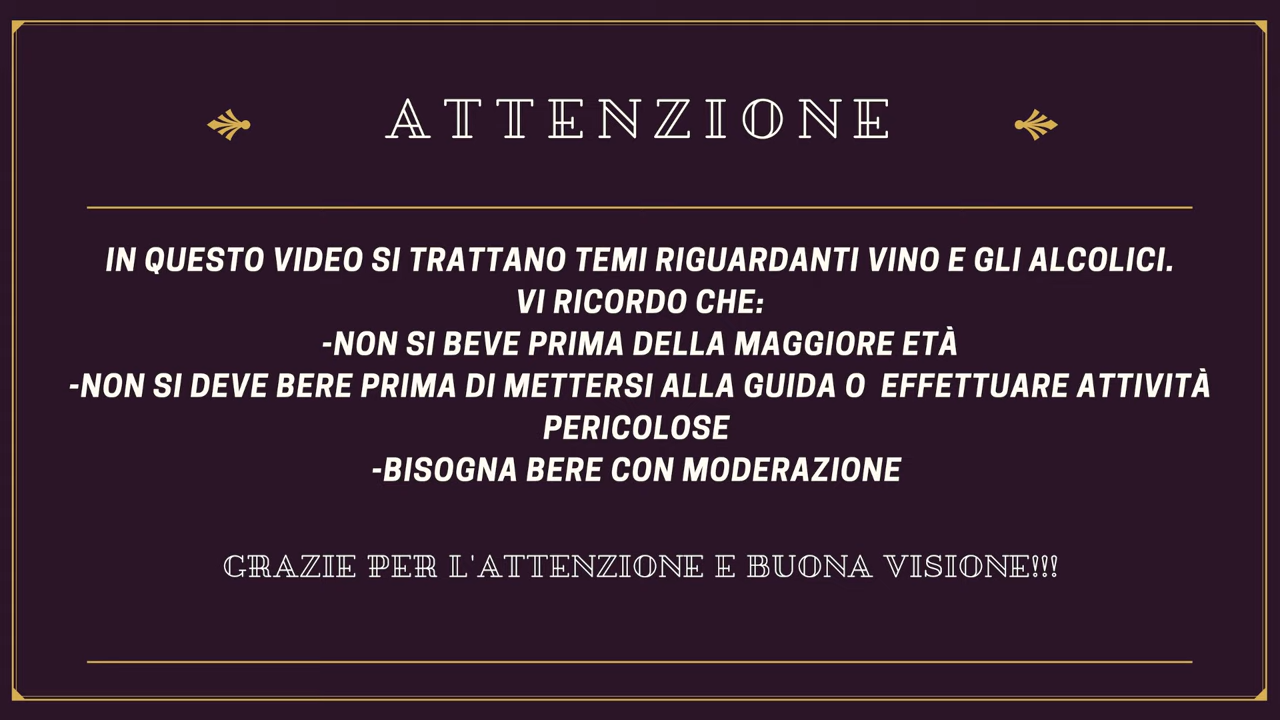 ATTENZIONE
IN QUESTO VIDEO SI TRATTANO TEMI RIGUARDANTI VINO E GLI ALCOLICI.
VI RICORDO CHE:
-NON SI BEVE PRIMA DELLA MAGGIORE ETÀ
-NON SI DEVE BERE PRIMA DI METTERSI ALLA GUIDA O EFFETTUARE ATTIVITÀ
PERICOLOSE
-BISOGNA BERE CON MODERAZIONE
GRAZIE PER L'ATTENZIONE E BUONA VISIONE!!!